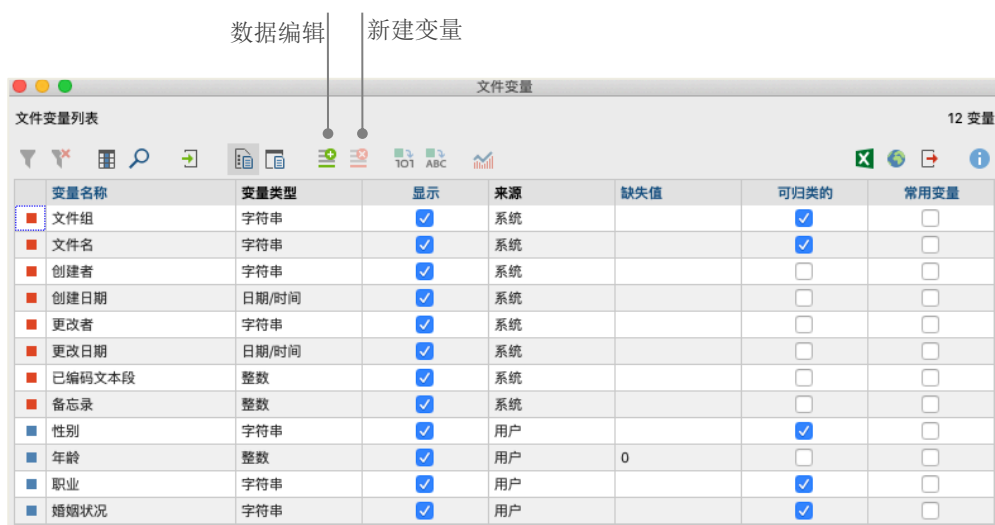 数据编辑 新建变量
文件变量
文件变量列表 12 变量
101 ABC
变量名称 变量类型 显示 来源 缺失值 可归类的 常用变量
文件组 字符串 系统
文件名 字符串 系统
创建者 字符串 系统
创建日期 日期/时间 系统
更改者 字符串 系统
更改日期 日期/时间 系统
已编码文本段 整数 系统
备忘录 整数 系统
性别 字符串 用户
年龄 整数 用户 0
职业 字符串 用户
婚姻状况 字符串 用户